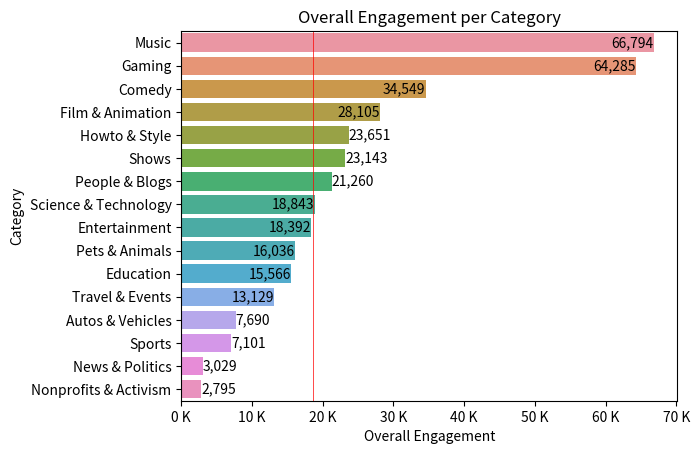 Overall Engagement per Category
Category
Music 66,794
Gaming 64,285
Comedy 34,549
Film & Animation 28,105
Howto & Style 23,651
Shows 23,143
People & Blogs 21,260
Science & Technology 18,843
Entertainment 18,392
Pets & Animals 16,036
Education 15,566
Travel & Events 13,129
Autos & Vehicles 7,690
Sports 7,101
News & Politics 3,029
Nonprofits & Activism 2,795
0 K 10 K 20 K 30 K 40 K 50 K 60 K 70 K
Overall Engagement